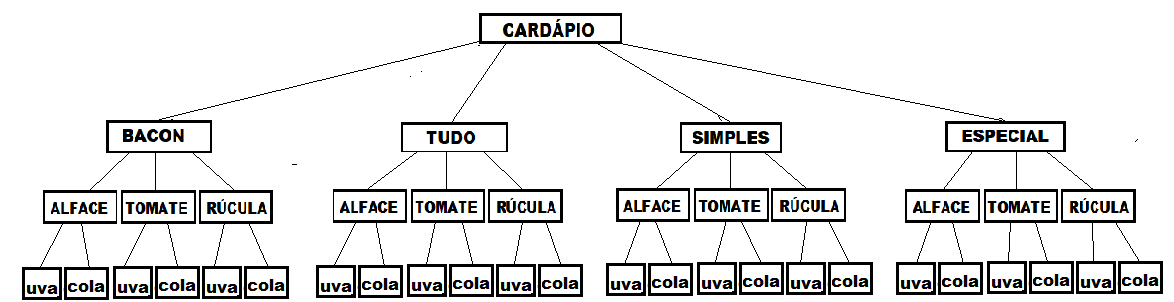 CARDÁPIO
BACON TUDO SIMPLES ESPECIAL
ALFACE TOMATE RÚCULA ALFACE TOMATE RÚCULA ALFACE TOMATE RÚCULA ALFACE TOMATE RÚCULA
uva cola uva cola uva cola uva cola uva cola uva cola uva cola uva cola uva cola uva cola uva cola uva cola